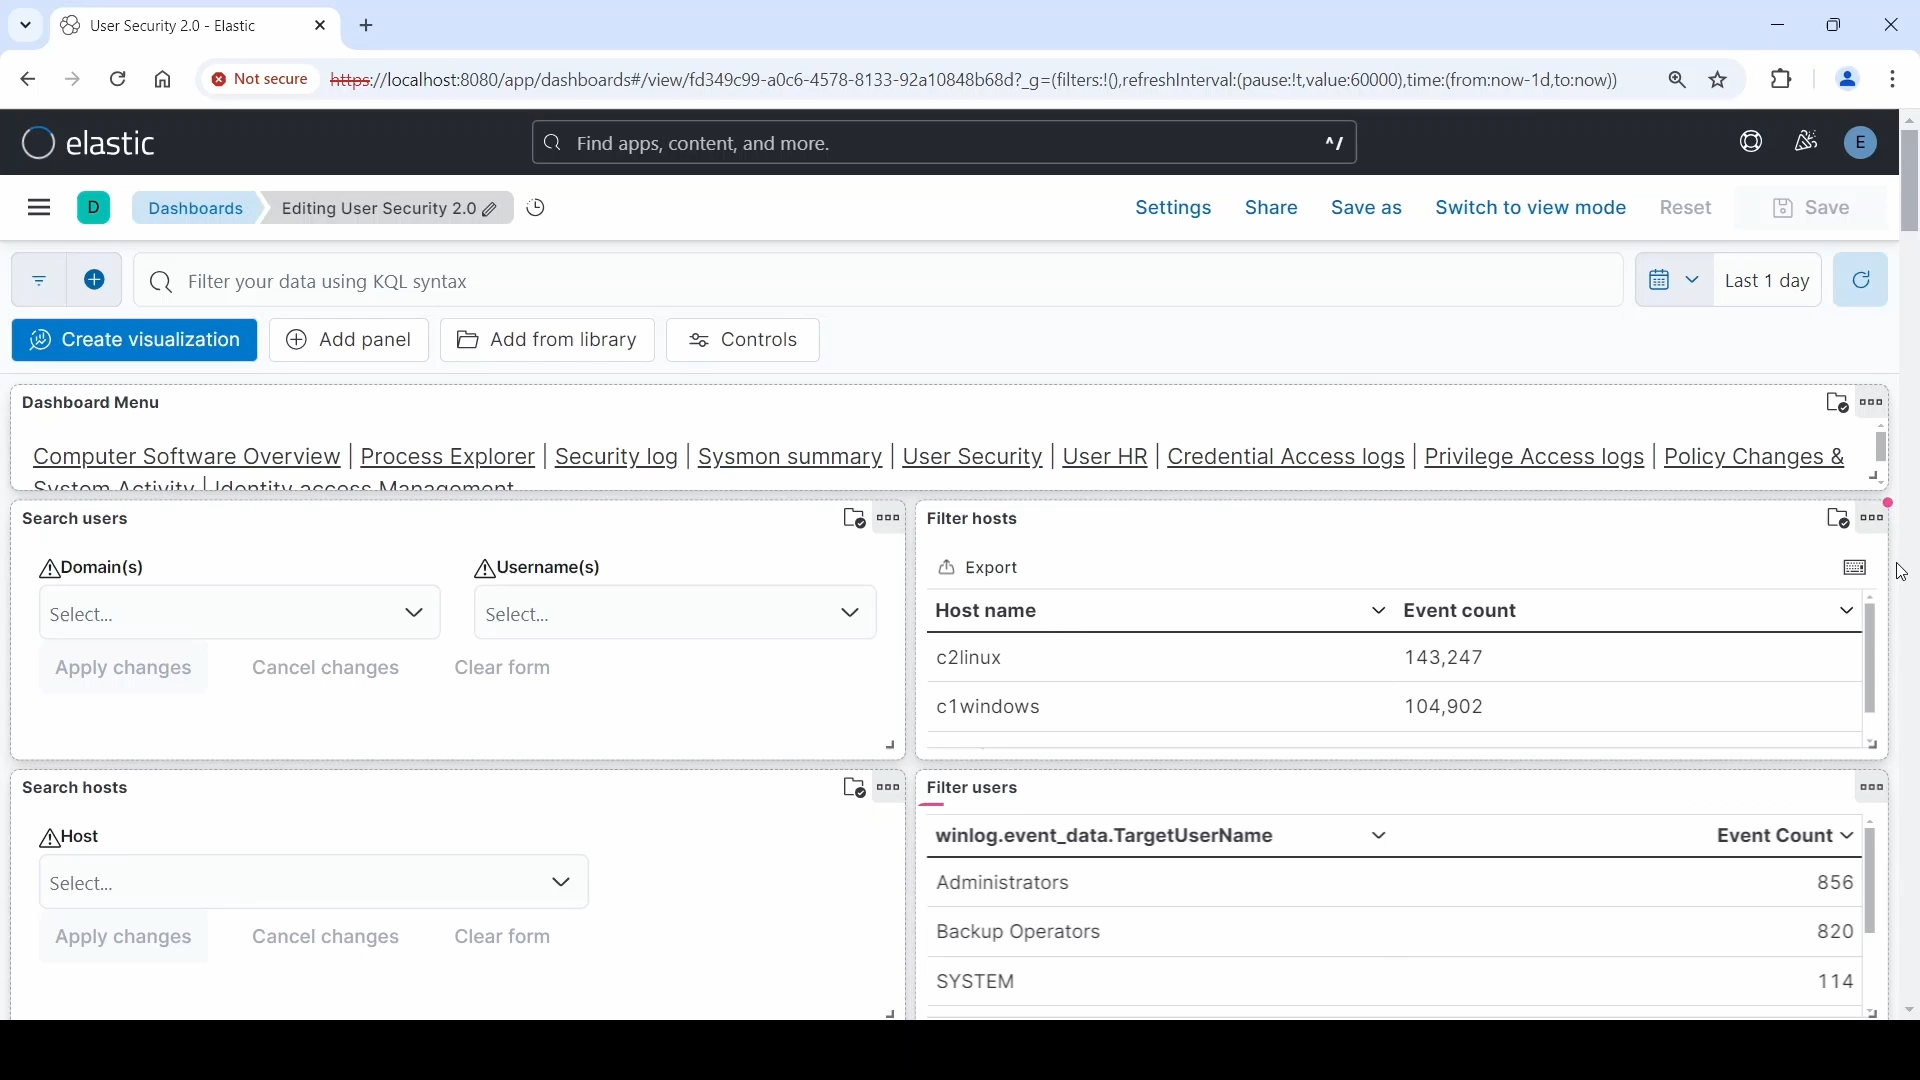 User Security 2.0 - Elastic
Not secure https://localhost:8080/app/dashboards#/view/fd349c99-a0c6-4578-8133-92a10848b68d?_g=(filters:!(),refreshInterval:(pause:!t,value:60000),time:(from:now-1d,to:now))
elastic Find apps, content, and more. ^/ E
D Dashboards Editing User Security 2.0 Settings Share Save as Switch to view mode Reset Save
Filter your data using KQL syntax Last 1 day
Create visualization Add panel Add from library Controls
Dashboard Menu
Computer Software Overview | Process Explorer | Security log | Sysmon summary | User Security | User HR | Credential Access logs | Privilege Access logs | Policy Changes &
System Activity | Identity access Management
Search users
Domain(s) Username(s)
Select... Select...
Apply changes Cancel changes Clear form
Filter hosts
Export
Host name Event count
c2linux 143,247
c1windows 104,902
Search hosts
Host
Select...
Apply changes Cancel changes Clear form
Filter users
winlog.event_data.TargetUserName Event Count
Administrators 856
Backup Operators 820
SYSTEM 114